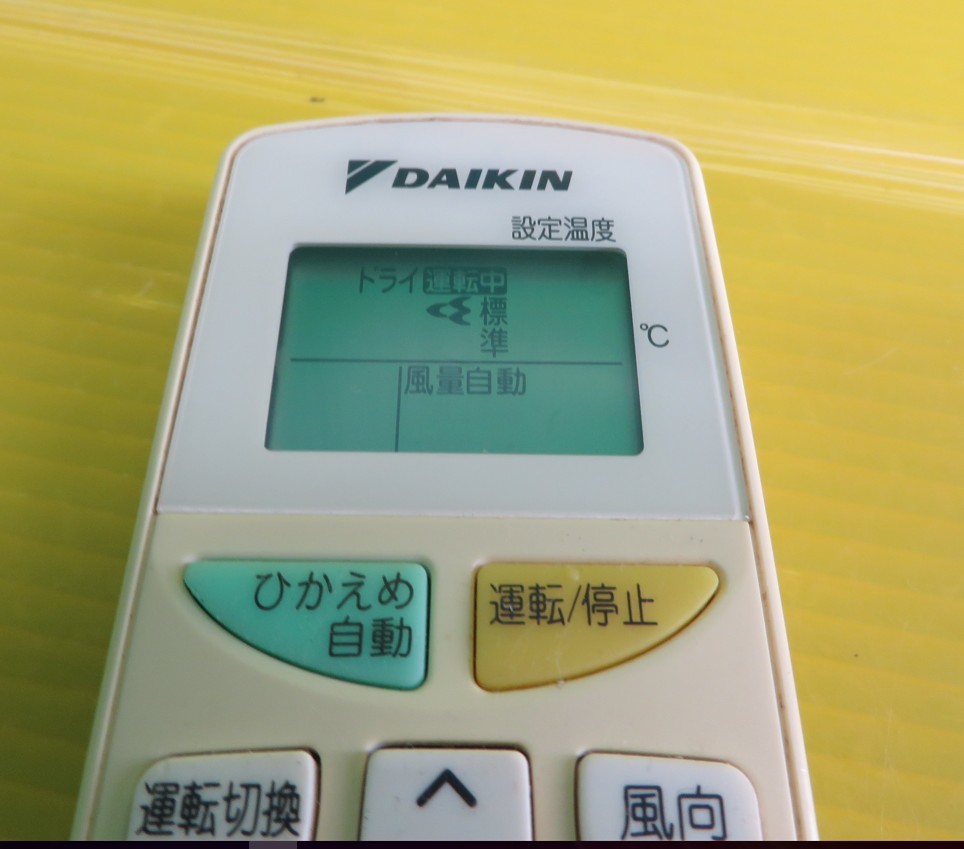 DAIKIN
設定温度
ドライ 運転中
標
準
℃
風量自動
ひかえめ
自動
運転/停止
運転切換
風向